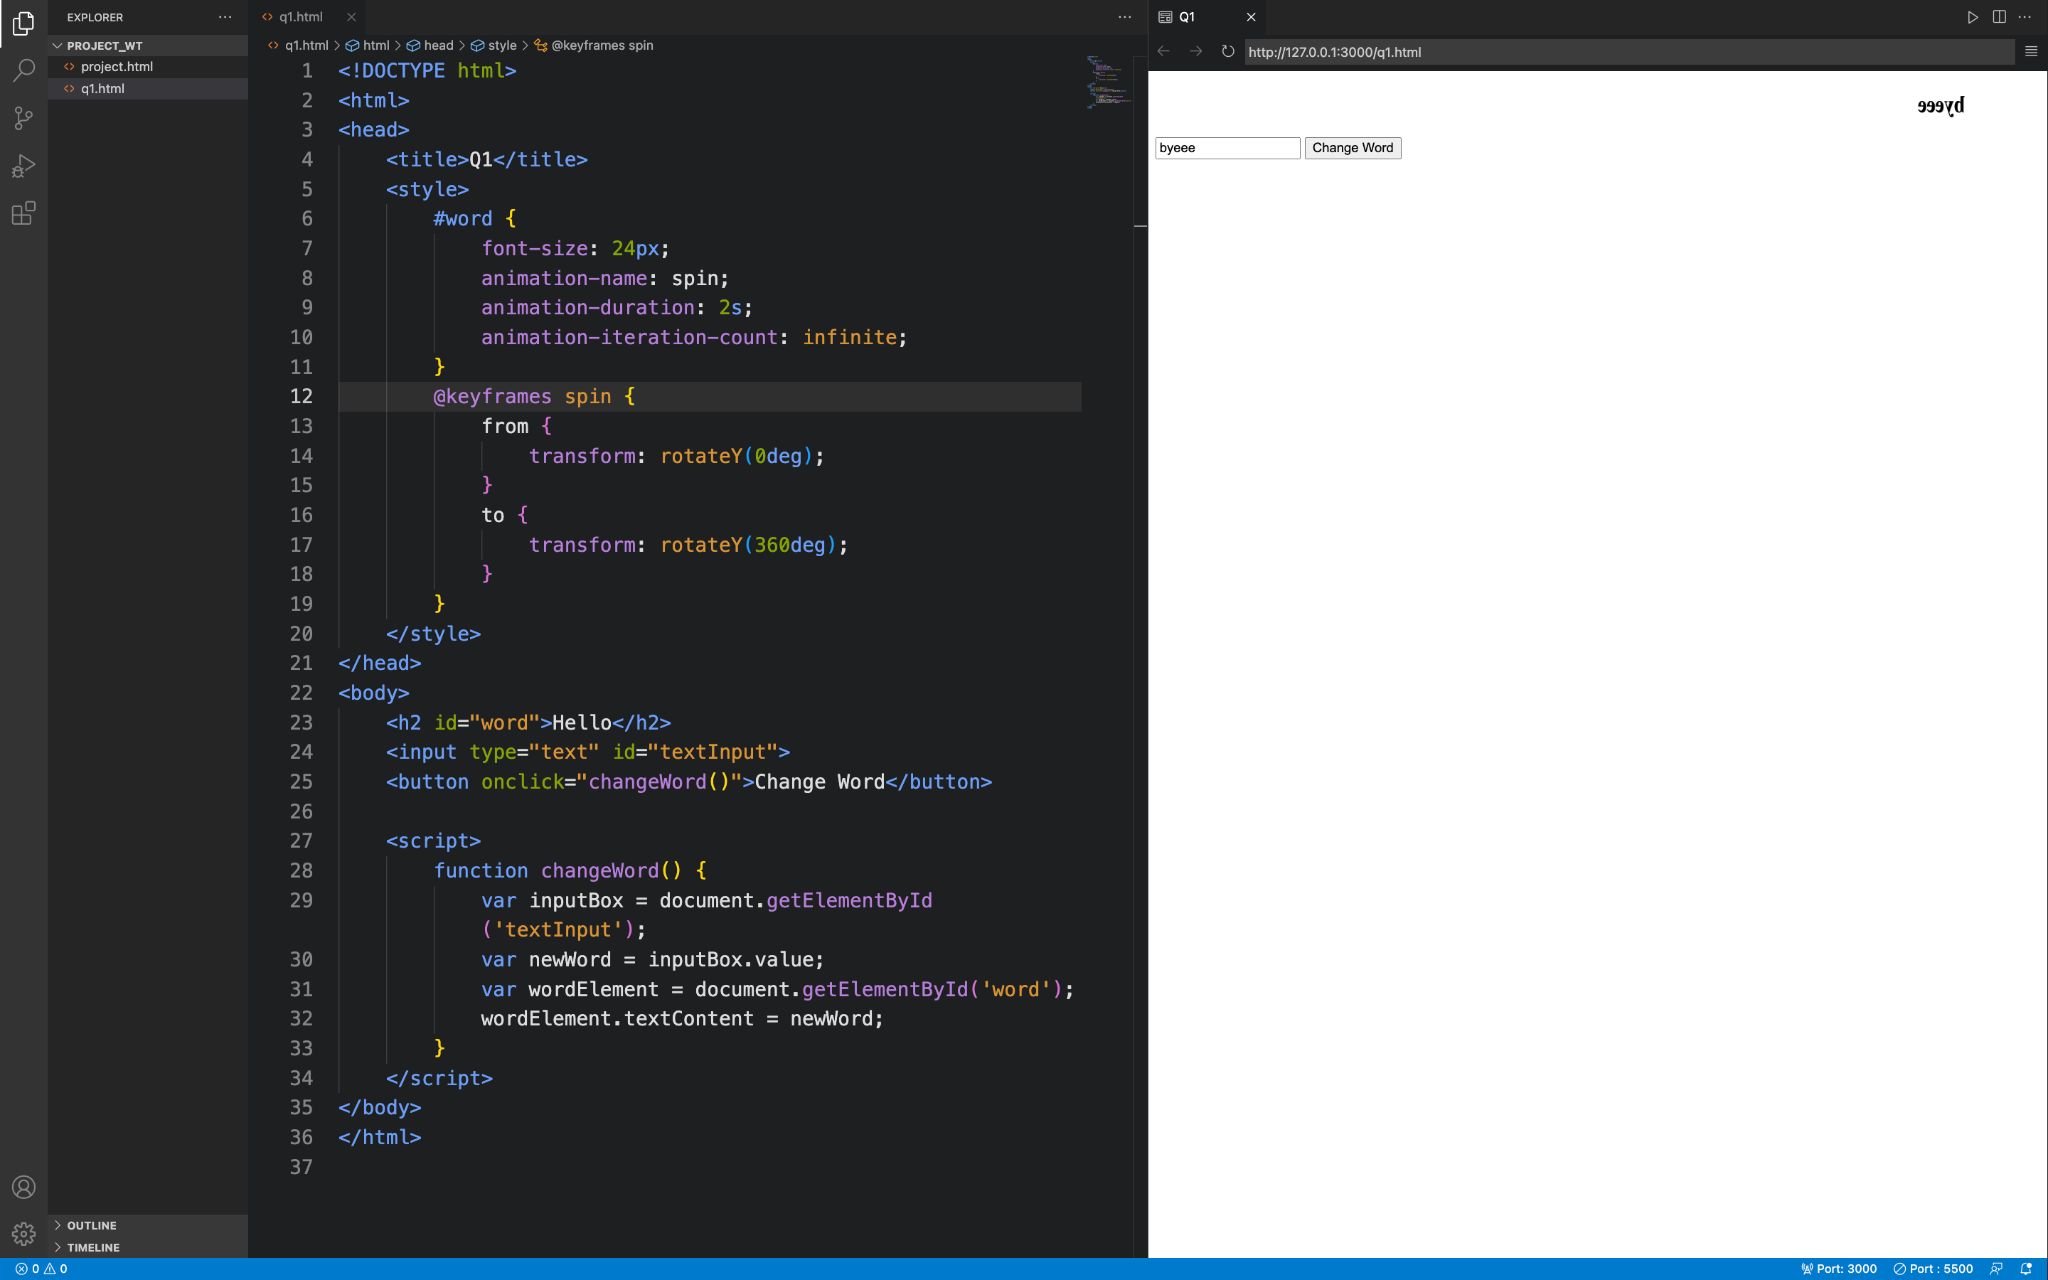 EXPLORER
PROJECT_WT
project.html
q1.html
OUTLINE
TIMELINE
q1.html
q1.html > html > head > style > @keyframes spin
1 <!DOCTYPE html>
2 <html>
3 <head>
4 <title>Q1</title>
5 <style>
6 #word {
7 font-size: 24px;
8 animation-name: spin;
9 animation-duration: 2s;
10 animation-iteration-count: infinite;
11 }
12 @keyframes spin {
13 from {
14 transform: rotateY(0deg);
15 }
16 to {
17 transform: rotateY(360deg);
18 }
19 }
20 </style>
21 </head>
22 <body>
23 <h2 id="word">Hello</h2>
24 <input type="text" id="textInput">
25 <button onclick="changeWord()">Change Word</button>
26
27 <script>
28 function changeWord() {
29 var inputBox = document.getElementById
('textInput');
30 var newWord = inputBox.value;
31 var wordElement = document.getElementById('word');
32 wordElement.textContent = newWord;
33 }
34 </script>
35 </body>
36 </html>
37
Q1
http://127.0.0.1:3000/q1.html
byeee
byeee
Change Word
0 0
Port: 3000
Port : 5500